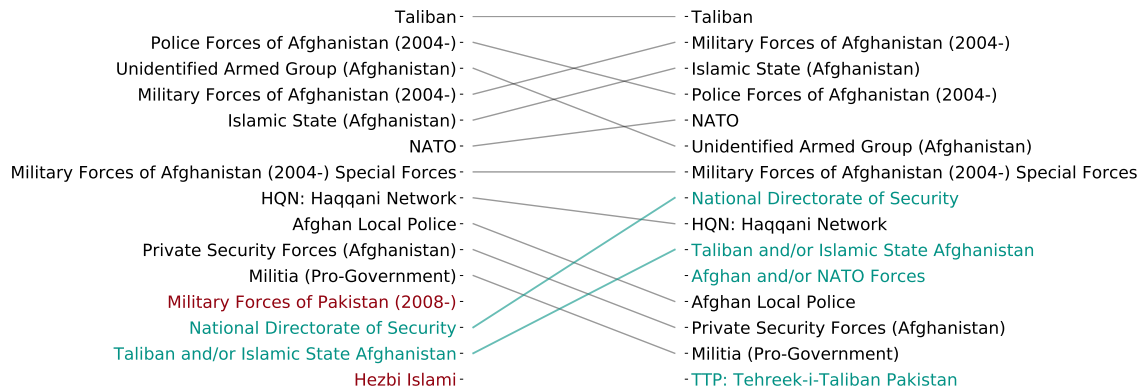 Taliban
Police Forces of Afghanistan (2004-)
Unidentified Armed Group (Afghanistan)
Military Forces of Afghanistan (2004-)
Islamic State (Afghanistan)
NATO
Military Forces of Afghanistan (2004-) Special Forces
HQN: Haqqani Network
Afghan Local Police
Private Security Forces (Afghanistan)
Militia (Pro-Government)
Military Forces of Pakistan (2008-)
National Directorate of Security
Taliban and/or Islamic State Afghanistan
Hezbi Islami
Taliban
Military Forces of Afghanistan (2004-)
Islamic State (Afghanistan)
Police Forces of Afghanistan (2004-)
NATO
Unidentified Armed Group (Afghanistan)
Military Forces of Afghanistan (2004-) Special Forces
National Directorate of Security
HQN: Haqqani Network
Taliban and/or Islamic State Afghanistan
Afghan and/or NATO Forces
Afghan Local Police
Private Security Forces (Afghanistan)
Militia (Pro-Government)
TTP: Tehreek-i-Taliban Pakistan